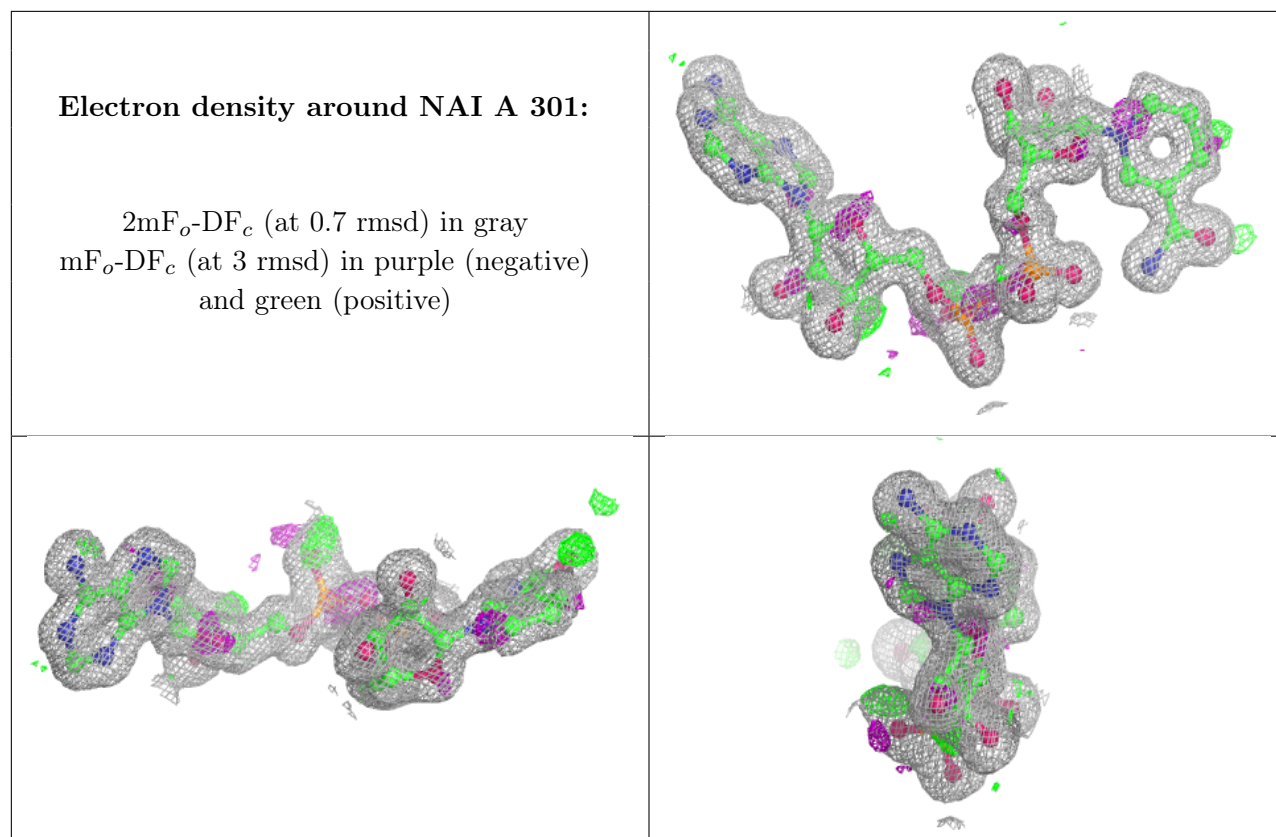 Electron density around NAI A 301:
2mFo-DFc (at 0.7 rmsd) in gray
mFo-DFc (at 3 rmsd) in purple (negative)
and green (positive)